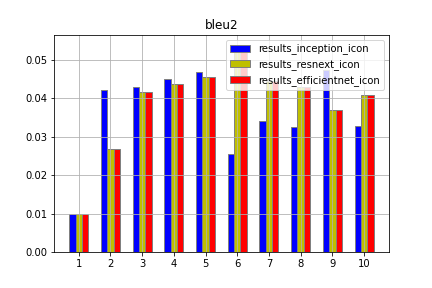 bleu2
results_inception_icon
results_resnext_icon
results_efficientnet_icon
0.05
0.04
0.03
0.02
0.01
0.00
1 2 3 4 5 6 7 8 9 10